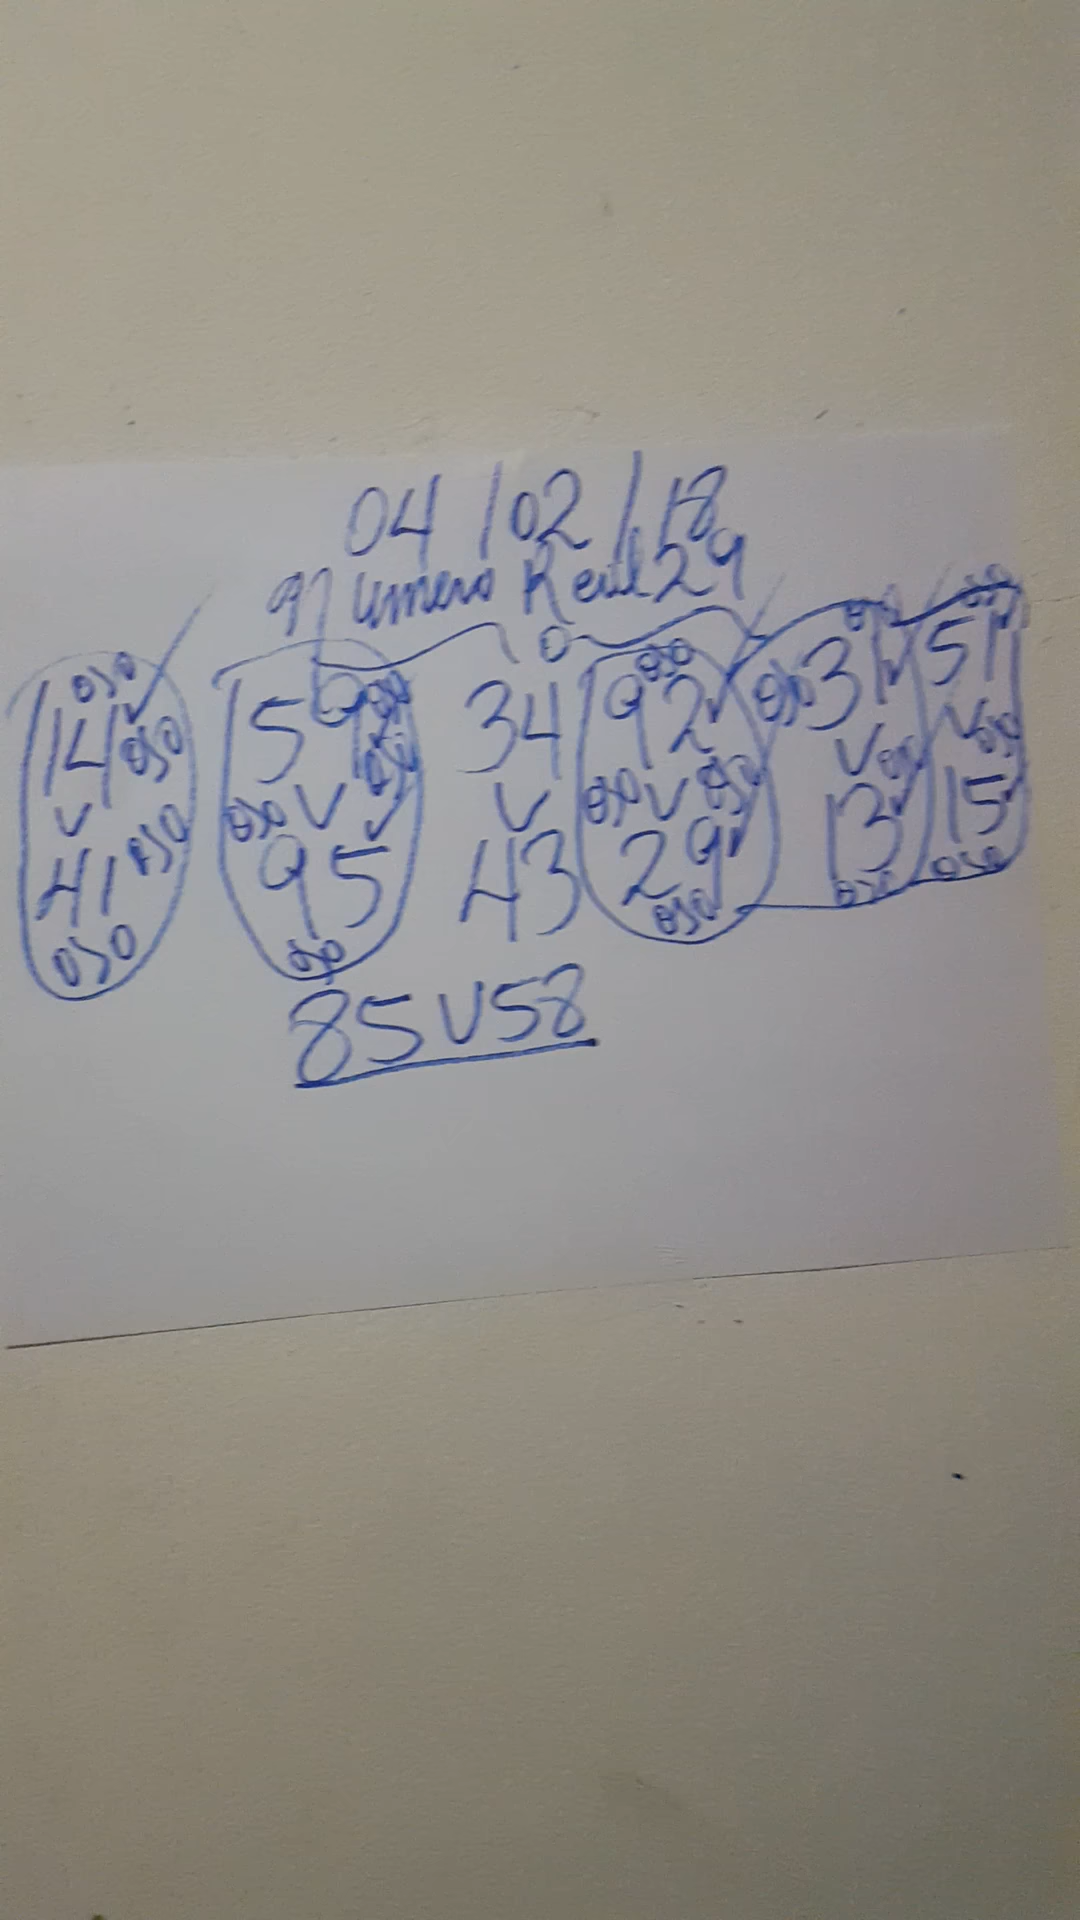 04/02/18
Numero Real 29
14 59 34 92 31 51
V V V V V V
41 95 43 29 13 15
85 V 58